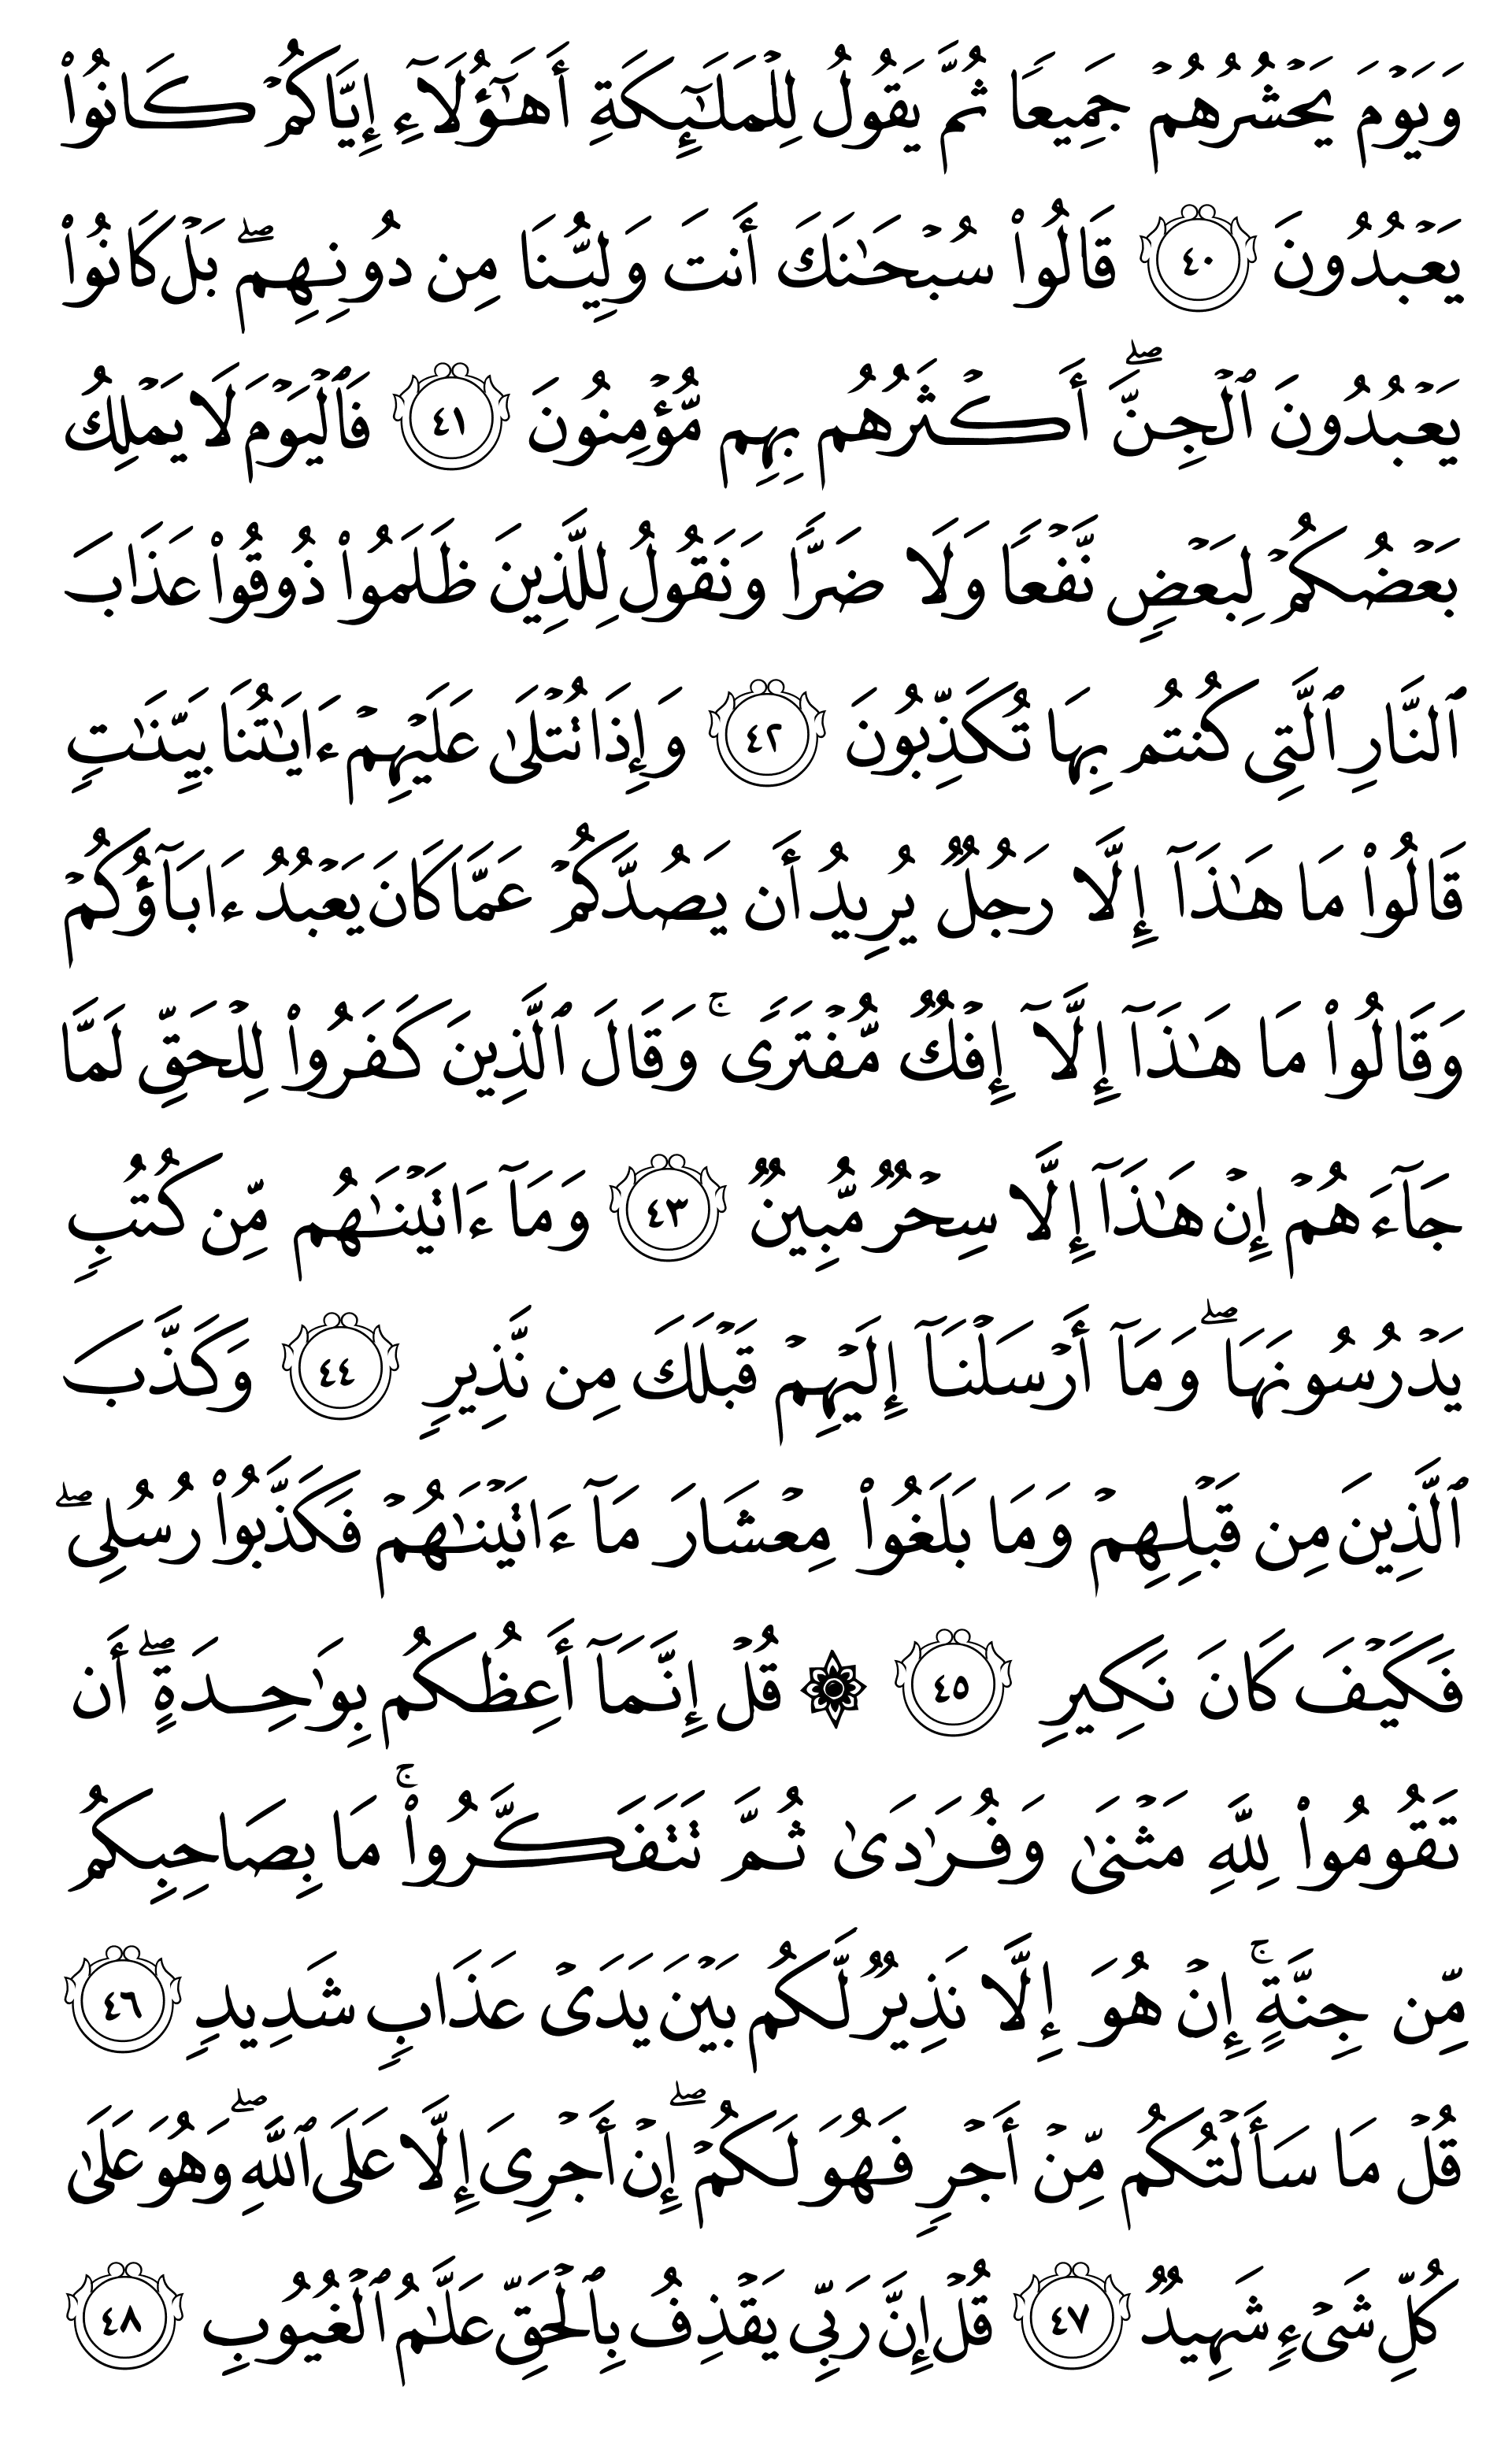 وَيَوۡمَ يَحۡشُرُهُمۡ جَمِيعٗا ثُمَّ يَقُولُ لِلۡمَلَٰٓئِكَةِ أَهَٰٓؤُلَآءِ إِيَّاكُمۡ كَانُواْ
يَعۡبُدُونَ ٤٠ قَالُواْ سُبۡحَٰنَكَ أَنتَ وَلِيُّنَا مِن دُونِهِمۖ بَلۡ كَانُواْ
يَعۡبُدُونَ ٱلۡجِنَّۖ أَكۡثَرُهُم بِهِم مُّؤۡمِنُونَ ٤١ فَٱلۡيَوۡمَ لَا يَمۡلِكُ
بَعۡضُكُمۡ لِبَعۡضٖ نَّفۡعٗا وَلَا ضَرّٗا وَنَقُولُ لِلَّذِينَ ظَلَمُواْ ذُوقُواْ عَذَابَ
ٱلنَّارِ ٱلَّتِي كُنتُم بِهَا تُكَذِّبُونَ ٤٢ وَإِذَا تُتۡلَىٰ عَلَيۡهِمۡ ءَايَٰتُنَا بَيِّنَٰتٖ
قَالُواْ مَا هَٰذَآ إِلَّا رَجُلٞ يُرِيدُ أَن يَصُدَّكُمۡ عَمَّا كَانَ يَعۡبُدُ ءَابَآؤُكُمۡ
وَقَالُواْ مَا هَٰذَآ إِلَّآ إِفۡكٞ مُّفۡتَرٗىۚ وَقَالَ ٱلَّذِينَ كَفَرُواْ لِلۡحَقِّ لَمَّا
جَآءَهُمۡ إِنۡ هَٰذَآ إِلَّا سِحۡرٞ مُّبِينٞ ٤٣ وَمَآ ءَاتَيۡنَٰهُم مِّن كُتُبٖ
يَدۡرُسُونَهَاۖ وَمَآ أَرۡسَلۡنَآ إِلَيۡهِمۡ قَبۡلَكَ مِن نَّذِيرٖ ٤٤ وَكَذَّبَ
ٱلَّذِينَ مِن قَبۡلِهِمۡ وَمَا بَلَغُواْ مِعۡشَارَ مَآ ءَاتَيۡنَٰهُمۡ فَكَذَّبُواْ رُسُلِيۖ
فَكَيۡفَ كَانَ نَكِيرِ ٤٥ ۞ قُلۡ إِنَّمَآ أَعِظُكُم بِوَٰحِدَةٍۖ أَن
تَقُومُواْ لِلَّهِ مَثۡنَىٰ وَفُرَٰدَىٰ ثُمَّ تَتَفَكَّرُواْۚ مَا بِصَاحِبِكُم
مِّن جِنَّةٍۚ إِنۡ هُوَ إِلَّا نَذِيرٞ لَّكُم بَيۡنَ يَدَيۡ عَذَابٖ شَدِيدٖ ٤٦
قُلۡ مَا سَأَلۡتُكُم مِّنۡ أَجۡرٖ فَهُوَ لَكُمۡۖ إِنۡ أَجۡرِيَ إِلَّا عَلَى ٱللَّهِۖ وَهُوَ عَلَىٰ
كُلِّ شَيۡءٖ شَهِيدٞ ٤٧ قُلۡ إِنَّ رَبِّي يَقۡذِفُ بِٱلۡحَقِّ عَلَّٰمُ ٱلۡغُيُوبِ ٤٨